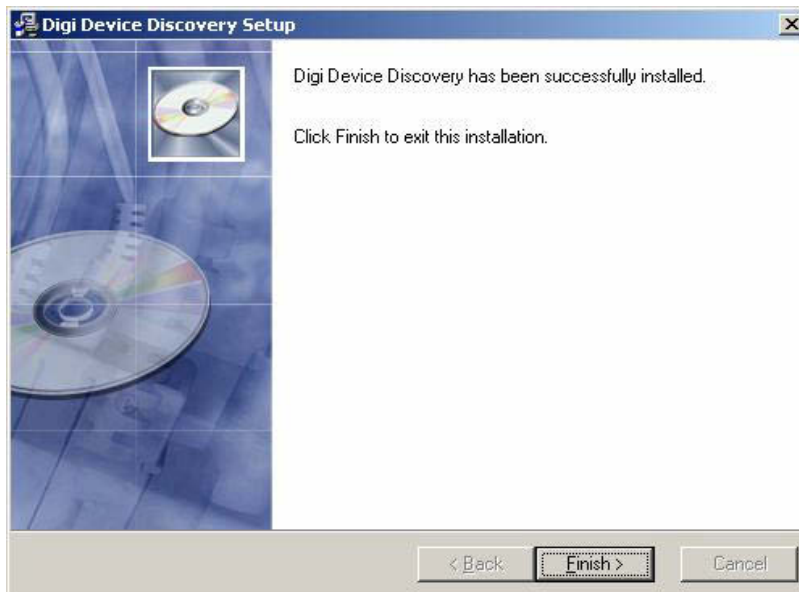 Digi Device Discovery Setup
Digi Device Discovery has been successfully installed.
Click Finish to exit this installation.
< Back
Finish >
Cancel